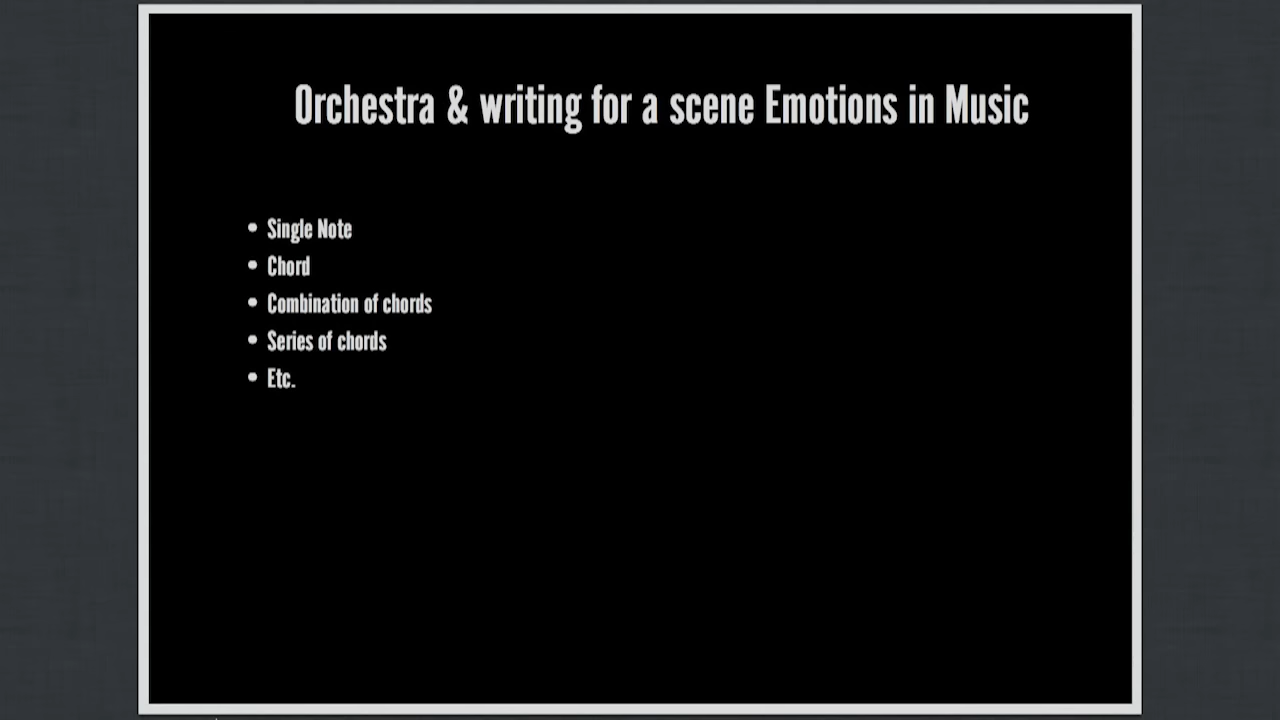 Orchestra & writing for a scene Emotions in Music
• Single Note
• Chord
• Combination of chords
• Series of chords
• Etc.